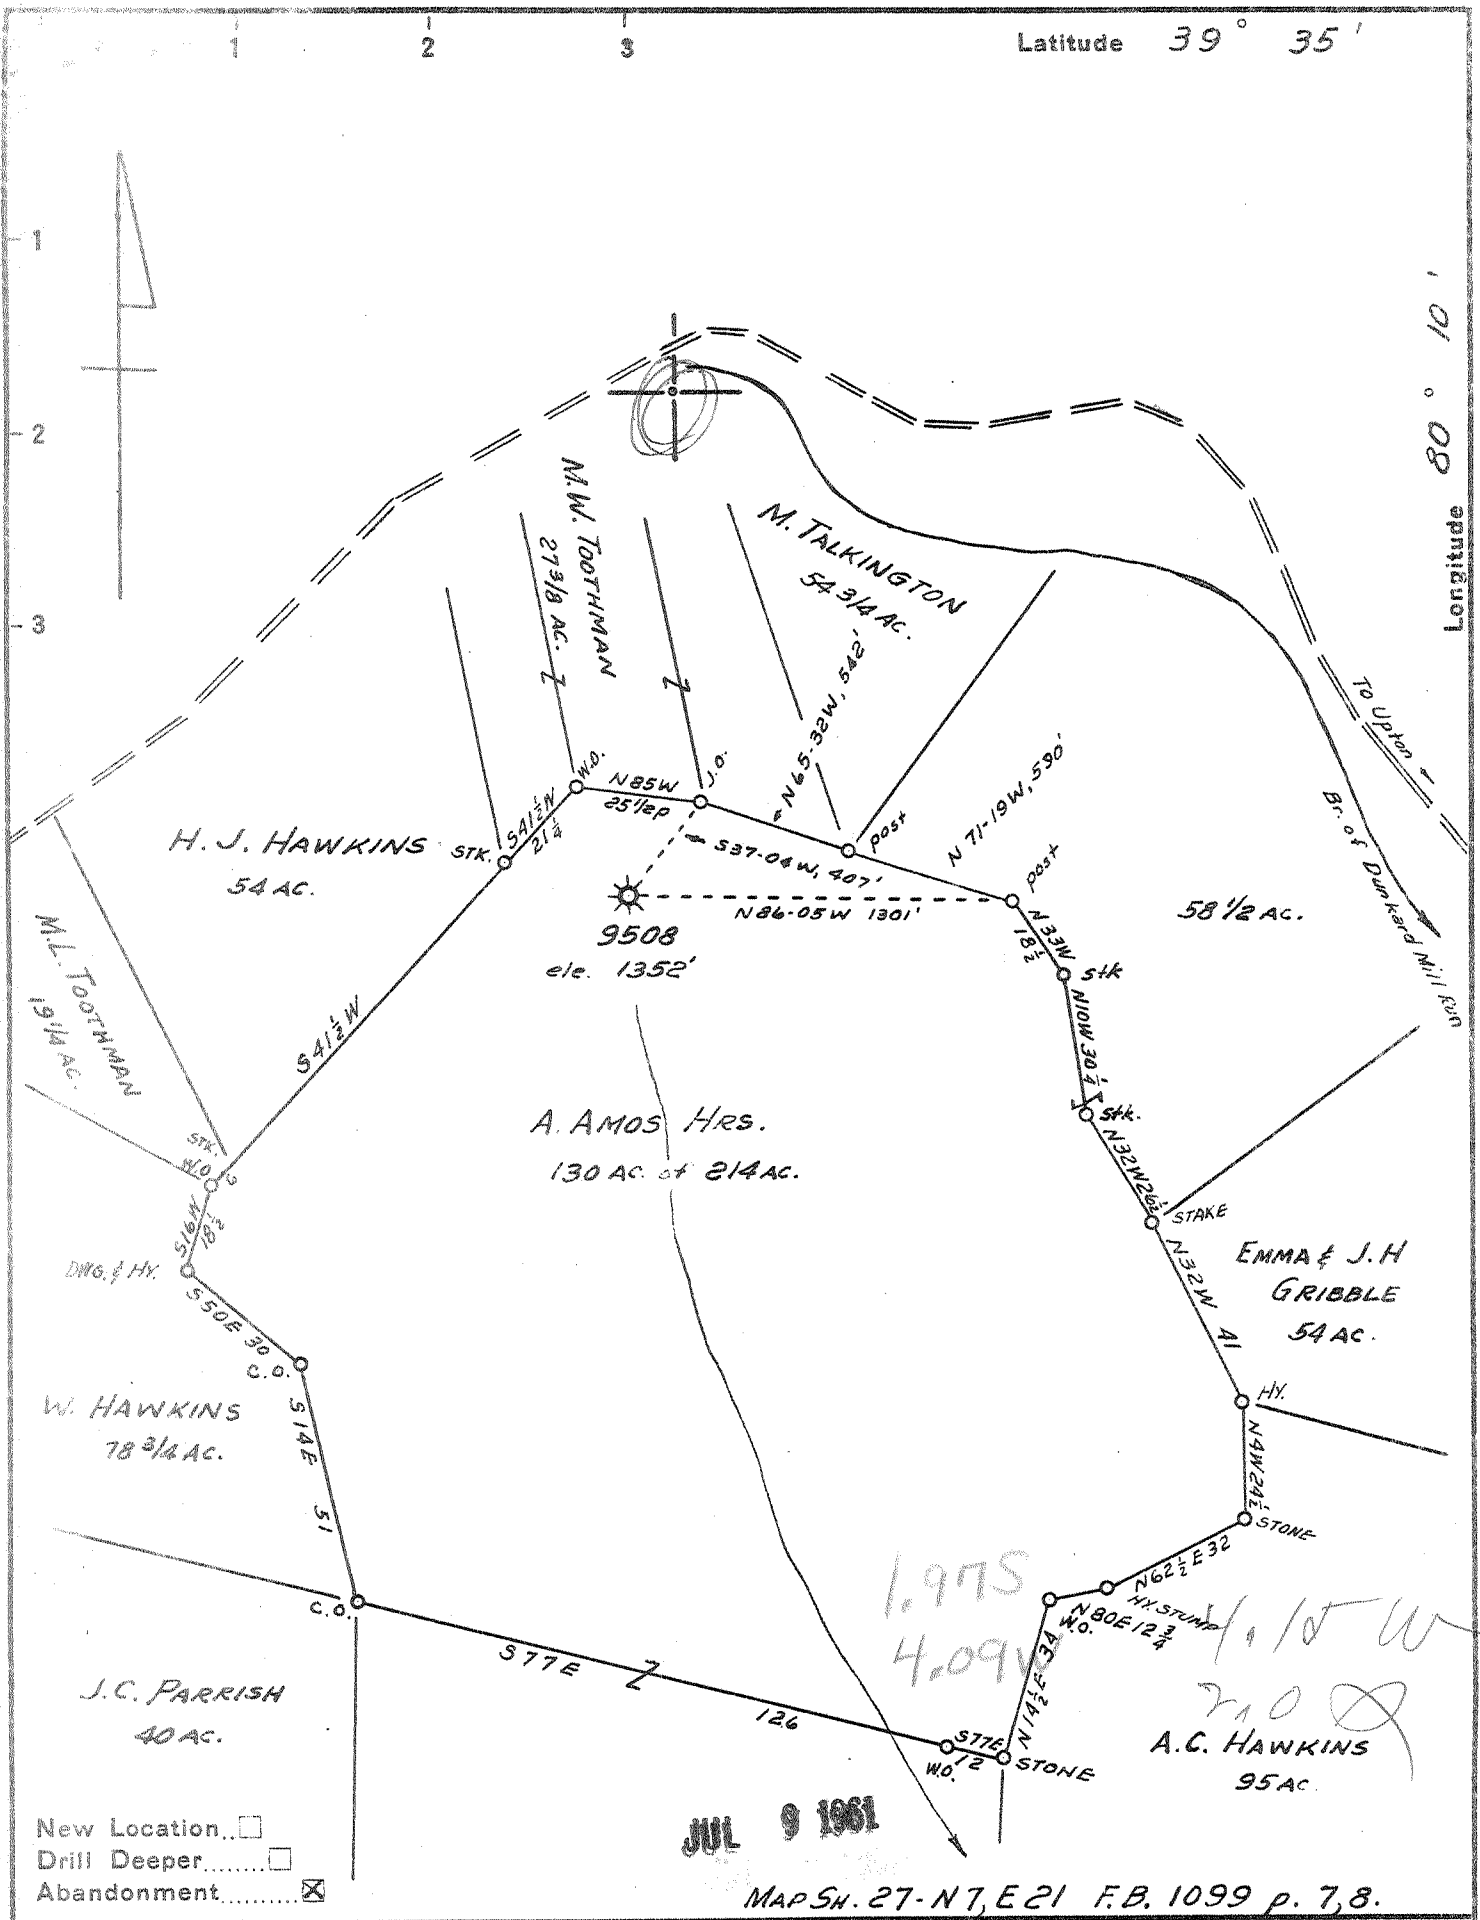 1 2 3 Latitude 39° 35'
1
2
3
Longitude 80° 10'
M.W. TOOTHMAN
27 3/8 AC.
M. TALKINGTON
54 3/4 AC.
N65-32W, 542'
To Upton
Br. of Dunkard Mill Run
W.O.
N85W
25 1/2 P
J.O.
H. J. HAWKINS
54 AC.
STK.
S41 1/2 W
21 1/4
post
N 71-19W, 590'
S37-04W, 407'
post
N86-05W 1301'
9508
ele. 1352'
58 1/2 AC.
N33W
18 1/2
stk
N10W 30 1/4
stk.
M.L. TOOTHMAN
19 1/4 AC.
S41 1/2 W
A. AMOS HRS.
130 AC. of 214 AC.
STK.
W.O.
S16W
18 1/2
DWG. & HY.
N32W 26 1/2
STAKE
EMMA & J.H
GRIBBLE
54 AC.
N32W 41
S50E 30
C.O.
W. HAWKINS
78 3/4 AC.
S14E 51
HY.
N4W 24 1/2
STONE
N62 1/2 E 32
HY. STUMP
N80E 12 3/4
W.O.
C.O.
1.97S
4.09W
4.15 W
S77E
126
N14 1/2 E 34
J.C. PARRISH
40 AC.
S77E
12
W.O.
STONE
A.C. HAWKINS
95 AC.
New Location..
Drill Deeper.......
Abandonment..........☒
JUL 9 1961
MAP SH. 27-N7, E21 F.B. 1099 p. 7,8.